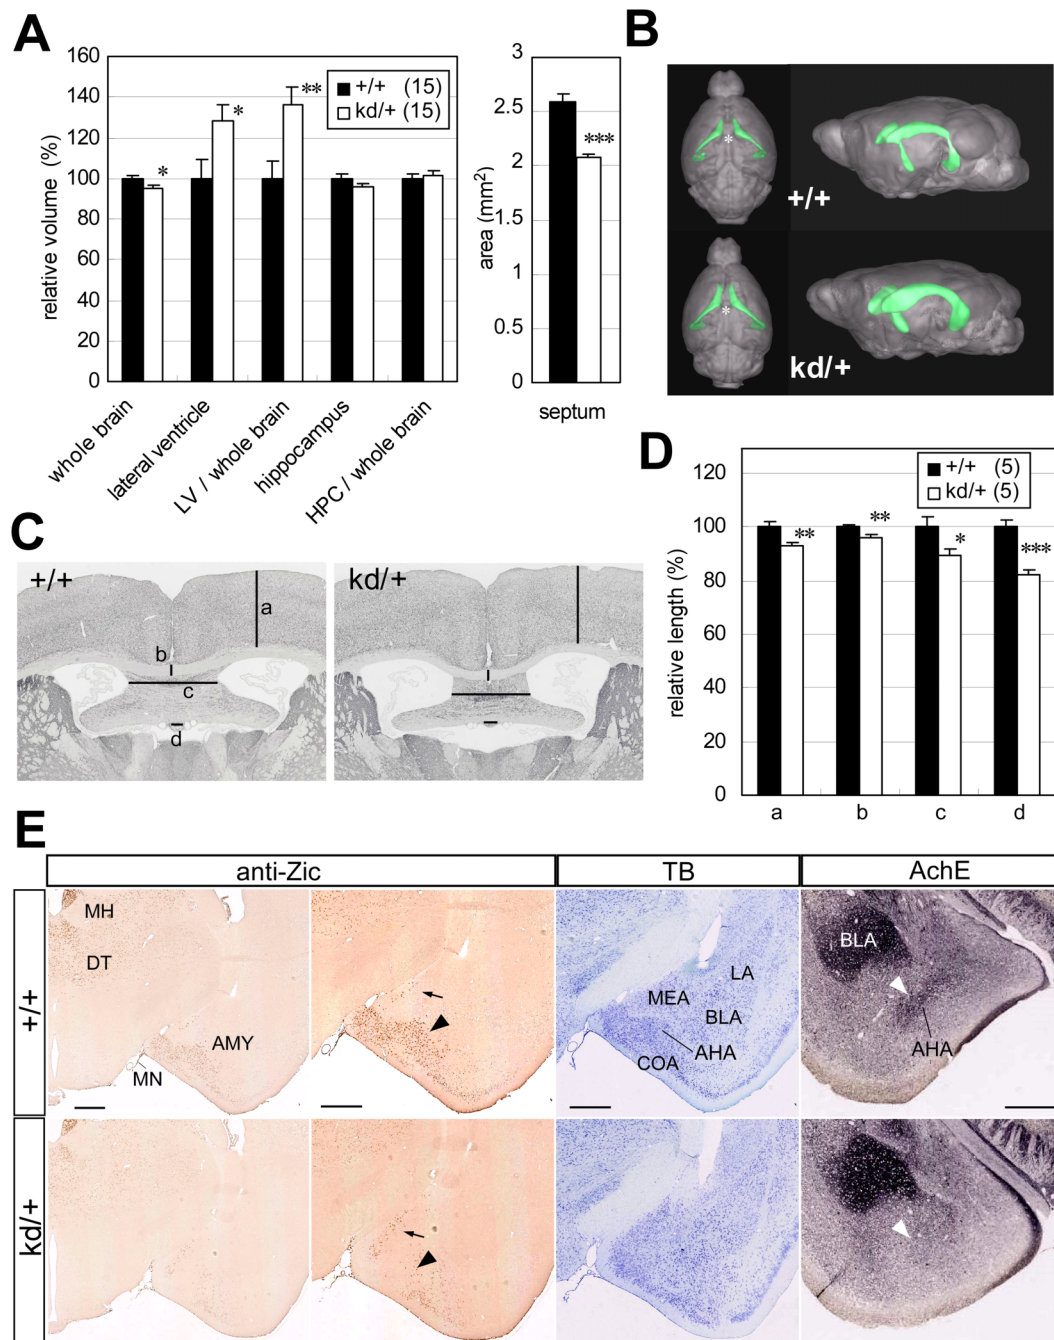 A
160
140
120
100
80
60
40
20
0
relative volume (%)
+/+ (15)
kd/+ (15)
*
*
**
whole brain
lateral ventricle
LV / whole brain
hippocampus
HPC / whole brain
3
2.5
2
1.5
1
0.5
0
area (mm²)
***
septum
B
*
+/+
*
kd/+
C
+/+
a
b
c
d
kd/+
D
120
100
80
60
40
20
0
relative length (%)
+/+ (5)
kd/+ (5)
**
**
*
***
a b c d
E
anti-Zic TB AchE
+/+
MH
DT
AMY
MN
LA
MEA
BLA
AHA
COA
BLA
AHA
kd/+